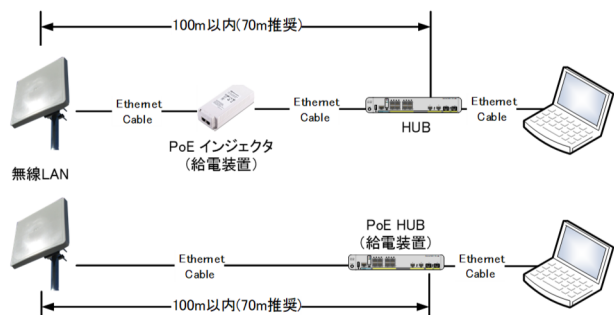 100m以内(70m推奨)
Ethernet
Cable
Ethernet
Cable
Ethernet
Cable
PoE インジェクタ
(給電装置)
HUB
無線LAN
PoE HUB
(給電装置)
Ethernet
Cable
Ethernet
Cable
100m以内(70m推奨)